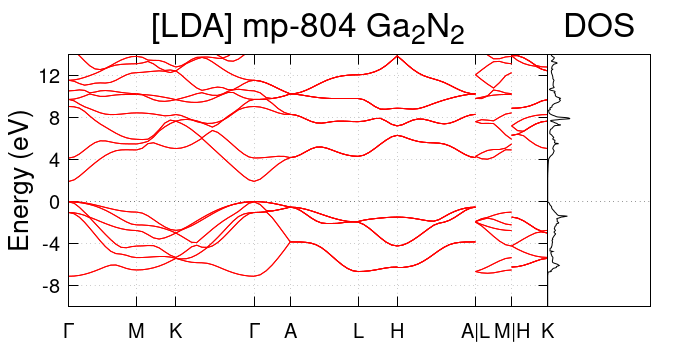 [LDA] mp-804 Ga₂N₂ DOS
Energy (eV)
12
8
4
0
-4
-8
Γ M K Γ A L H A|L M|H K